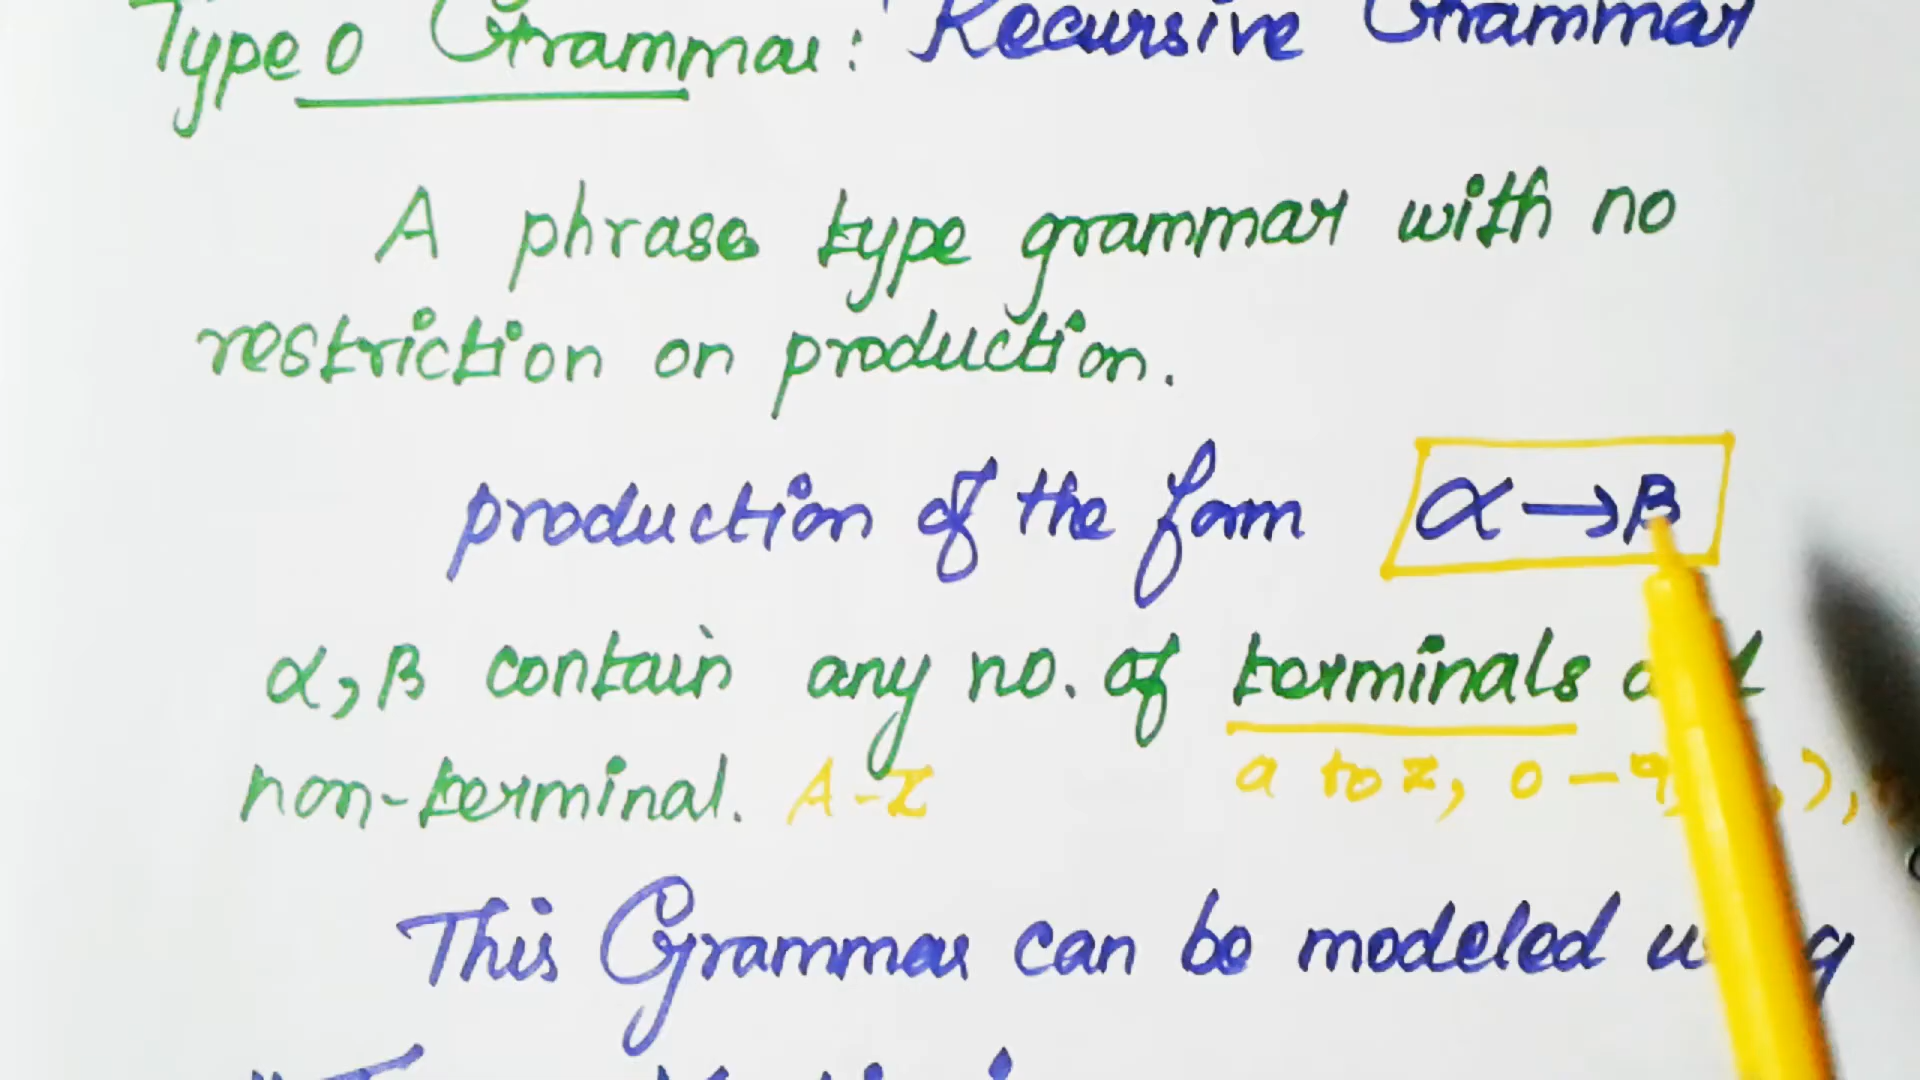 Type 0 Grammar: Recursive Grammar
A phrase type grammar with no
restriction on production.
production of the form α → β
α, β contain any no. of terminals
non-terminal. A-Z a to z, 0-9
This Grammar can be modeled